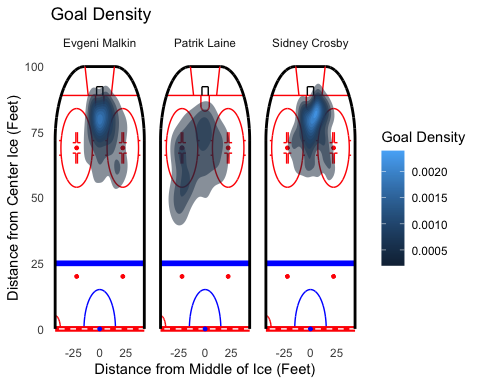 Goal Density
Evgeni Malkin Patrik Laine Sidney Crosby
100
75
50
25
0
Distance from Center Ice (Feet)
-25 0 25 -25 0 25 -25 0 25
Distance from Middle of Ice (Feet)
Goal Density
0.0020
0.0015
0.0010
0.0005